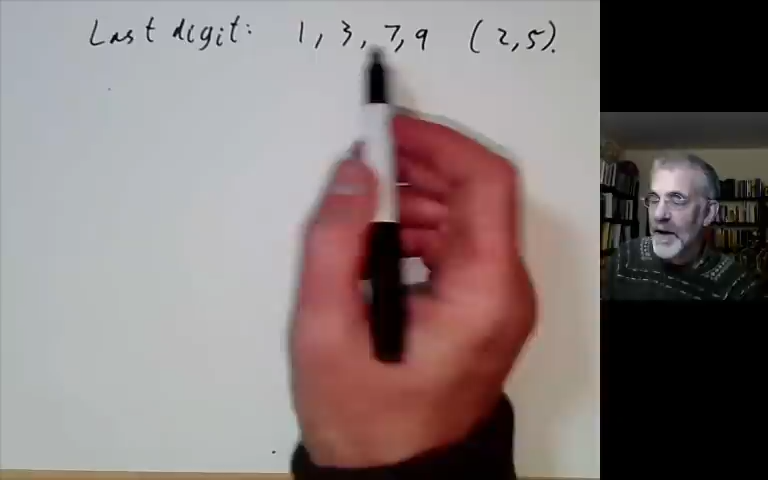 Last digit: 1, 3, 7, 9 (2, 5).